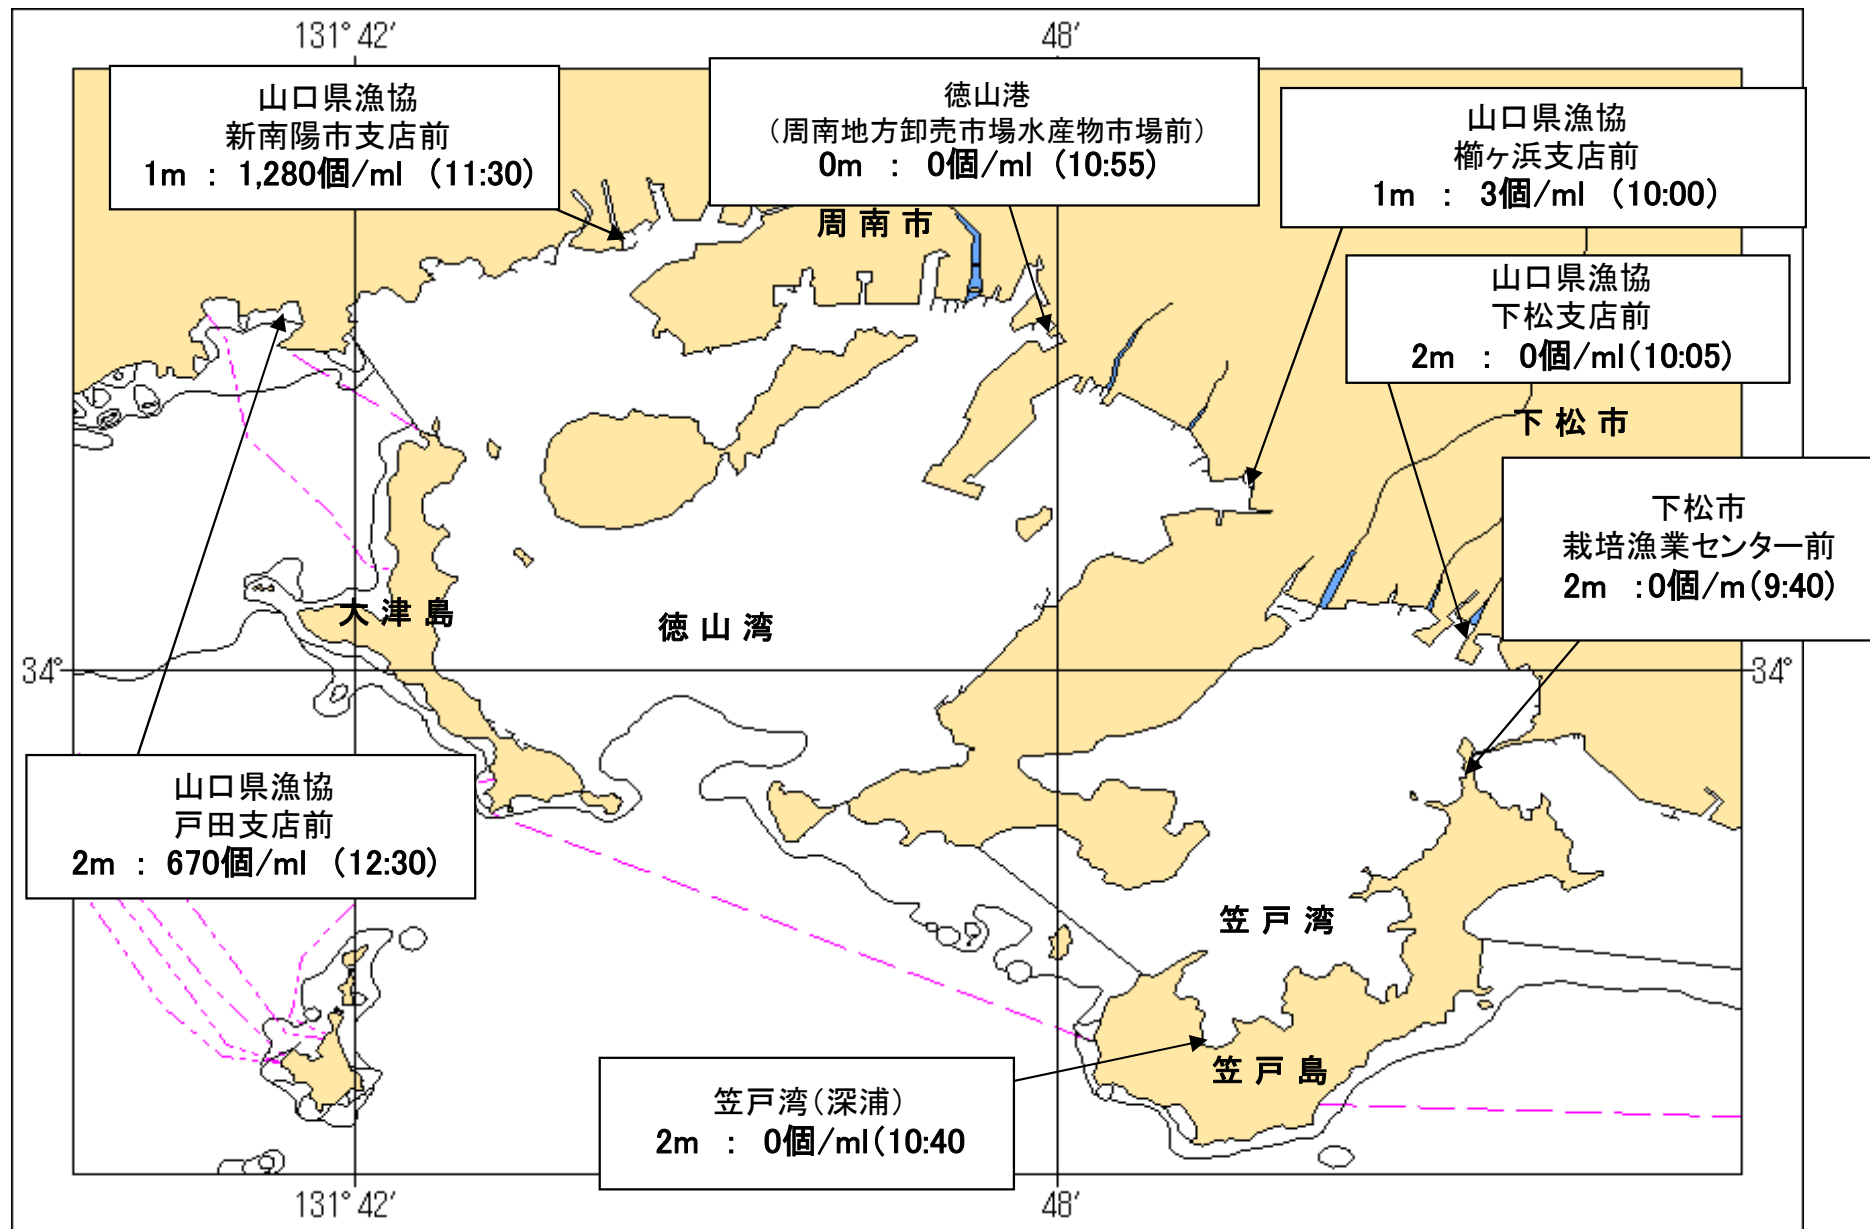 131°42′
48′
山口県漁協
新南陽市支店前
1m : 1,280個/ml (11:30)
徳山港
(周南地方卸売市場水産物市場前)
0m : 0個/ml (10:55)
山口県漁協
櫛ヶ浜支店前
1m : 3個/ml (10:00)
周南市
山口県漁協
下松支店前
2m : 0個/ml(10:05)
下松市
下松市
栽培漁業センター前
2m :0個/m(9:40)
大津島
徳山湾
34°
34°
山口県漁協
戸田支店前
2m : 670個/ml (12:30)
笠戸湾
笠戸島
笠戸湾(深浦)
2m : 0個/ml(10:40
131°42′
48′